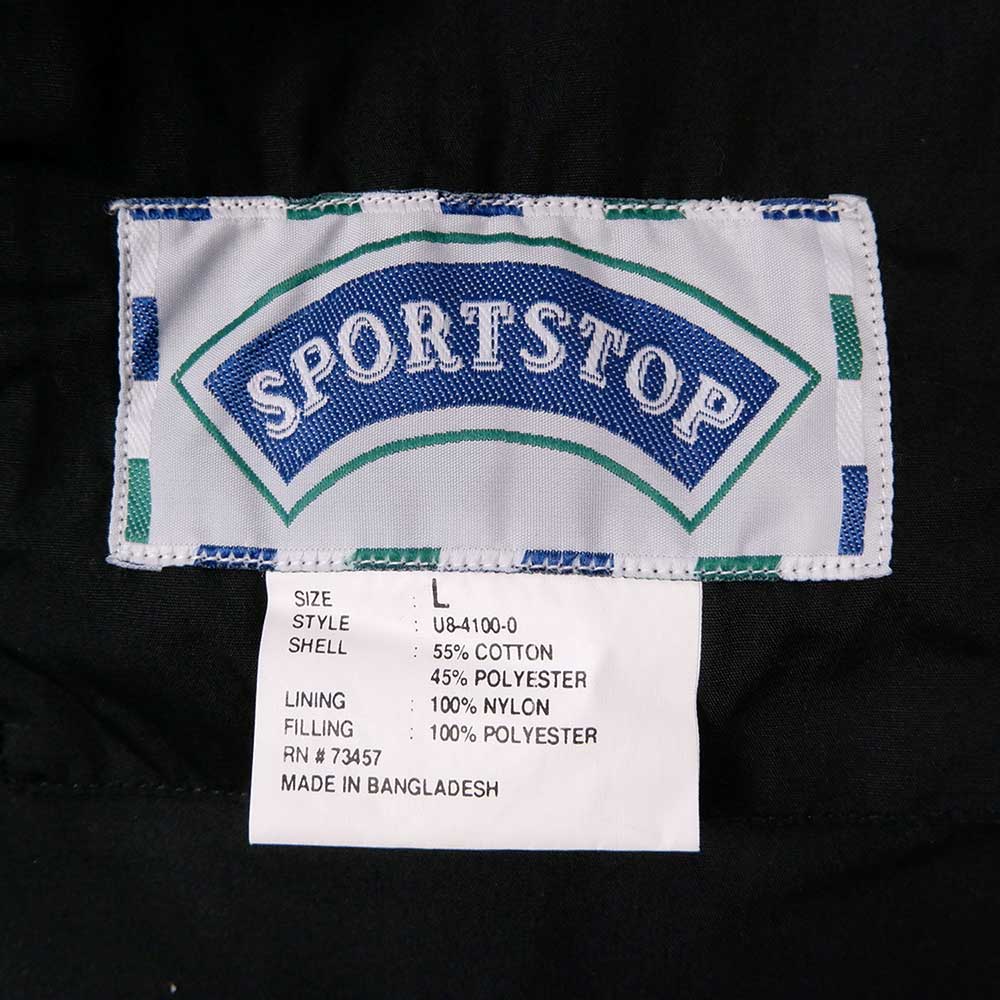 SPORTSTOP
SIZE : L
STYLE : U8-4100-0
SHELL : 55% COTTON
45% POLYESTER
LINING : 100% NYLON
FILLING : 100% POLYESTER
RN # 73457
MADE IN BANGLADESH